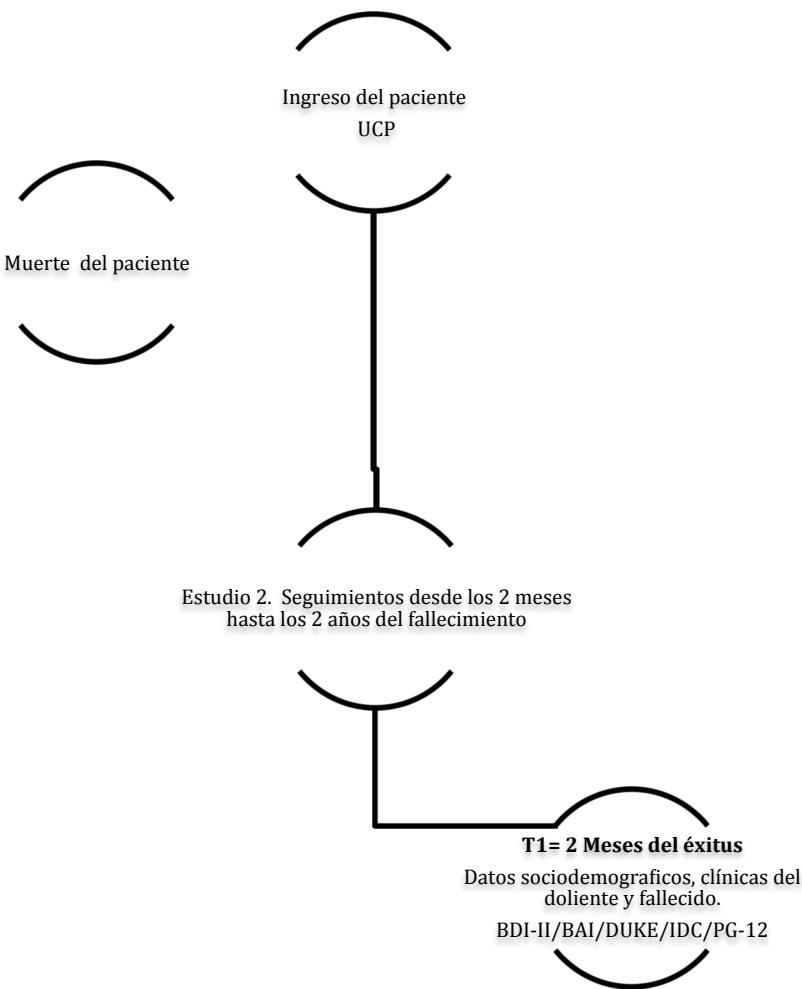 Ingreso del paciente
UCP
Muerte del paciente
Estudio 2. Seguimientos desde los 2 meses
hasta los 2 años del fallecimiento
T1= 2 Meses del éxitus
Datos sociodemograficos, clínicas del
doliente y fallecido.
BDI-II/BAI/DUKE/IDC/PG-12